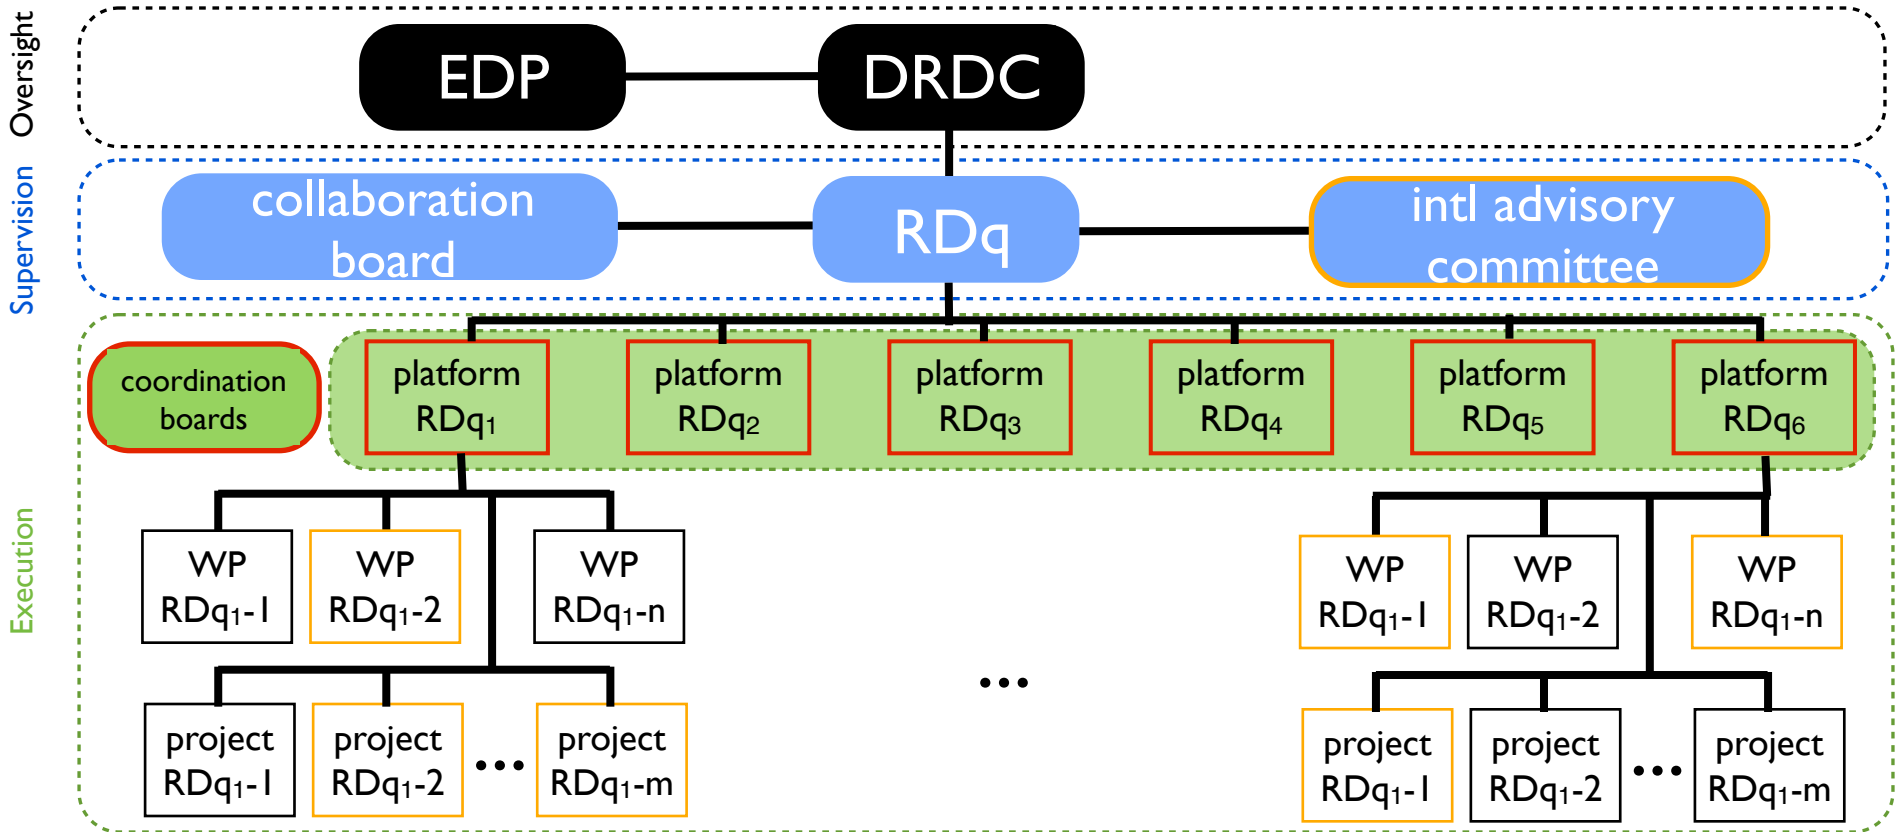 Oversight
EDP
DRDC
Supervision
collaboration
board
RDq
intl advisory
committee
Execution
coordination
boards
platform
RDq₁
platform
RDq₂
platform
RDq₃
platform
RDq₄
platform
RDq₅
platform
RDq₆
WP
RDq₁-1
WP
RDq₁-2
WP
RDq₁-n
WP
RDq₁-1
WP
RDq₁-2
WP
RDq₁-n
...
project
RDq₁-1
project
RDq₁-2
...
project
RDq₁-m
project
RDq₁-1
project
RDq₁-2
...
project
RDq₁-m